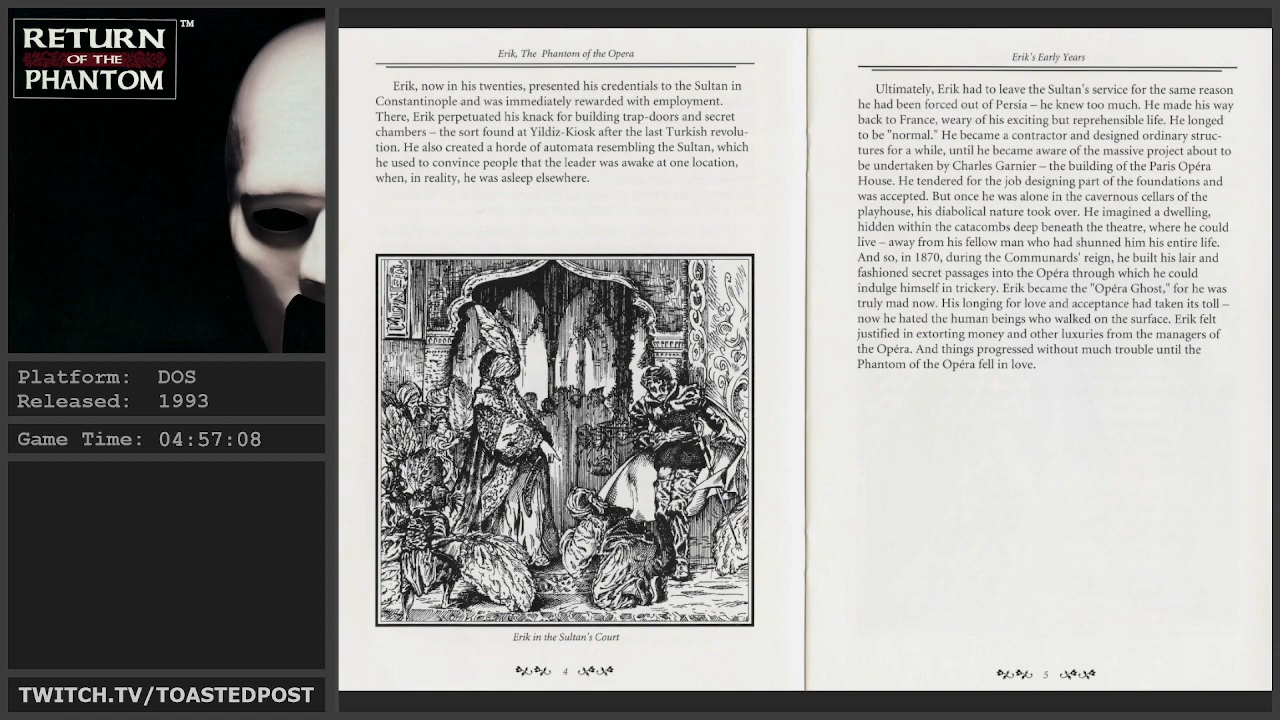 RETURN
OF THE
PHANTOM
TM
Platform: DOS
Released: 1993
Game Time: 04:57:08
TWITCH.TV/TOASTEDPOST
Erik, The Phantom of the Opera
Erik, now in his twenties, presented his credentials to the Sultan in
Constantinople and was immediately rewarded with employment.
There, Erik perpetuated his knack for building trap-doors and secret
chambers – the sort found at Yildiz-Kiosk after the last Turkish revolu-
tion. He also created a horde of automata resembling the Sultan, which
he used to convince people that the leader was awake at one location,
when, in reality, he was asleep elsewhere.
Erik in the Sultan's Court
4
Erik's Early Years
Ultimately, Erik had to leave the Sultan's service for the same reason
he had been forced out of Persia – he knew too much. He made his way
back to France, weary of his exciting but reprehensible life. He longed
to be "normal." He became a contractor and designed ordinary struc-
tures for a while, until he became aware of the massive project about to
be undertaken by Charles Garnier – the building of the Paris Opéra
House. He tendered for the job designing part of the foundations and
was accepted. But once he was alone in the cavernous cellars of the
playhouse, his diabolical nature took over. He imagined a dwelling,
hidden within the catacombs deep beneath the theatre, where he could
live – away from his fellow man who had shunned him his entire life.
And so, in 1870, during the Communards' reign, he built his lair and
fashioned secret passages into the Opéra through which he could
indulge himself in trickery. Erik became the "Opéra Ghost," for he was
truly mad now. His longing for love and acceptance had taken its toll –
now he hated the human beings who walked on the surface. Erik felt
justified in extorting money and other luxuries from the managers of
the Opéra. And things progressed without much trouble until the
Phantom of the Opéra fell in love.
5